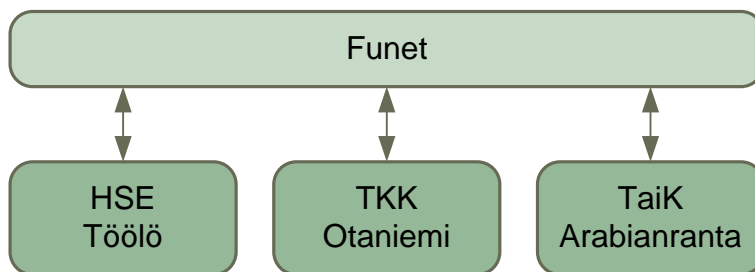 Funet
HSE
Töölö
TKK
Otaniemi
TaiK
Arabianranta